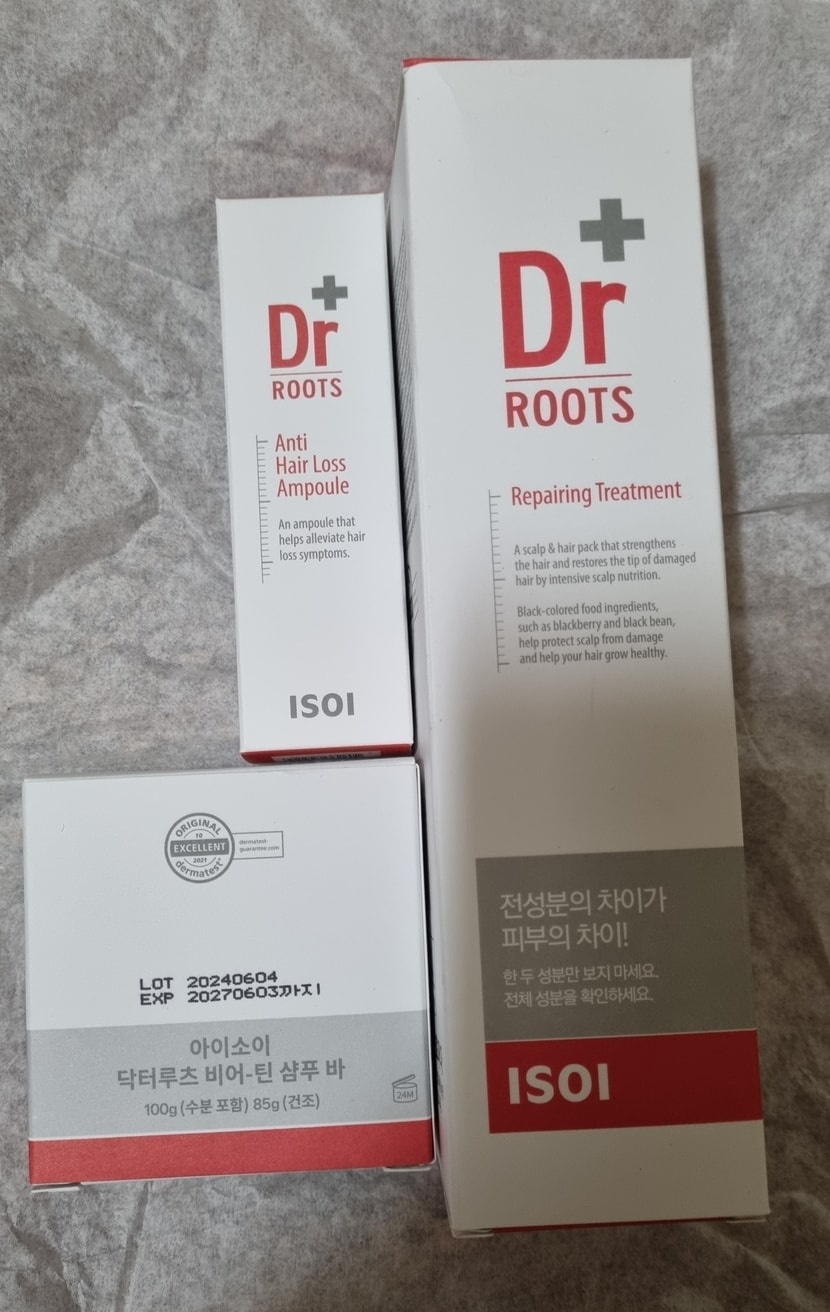 Dr
ROOTS
Anti
Hair Loss
Ampoule
An ampoule that
helps alleviate hair
loss symptoms.
ISOI
Dr
ROOTS
Repairing Treatment
A scalp & hair pack that strengthens
the hair and restores the tip of damaged
hair by intensive scalp nutrition.
Black-colored food ingredients,
such as blackberry and black bean,
help protect scalp from damage
and help your hair grow healthy.
전성분의 차이가
피부의 차이!
한 두 성분만 보지 마세요.
전체 성분을 확인하세요.
ISOI
ORIGINAL
10
EXCELLENT
2021
dermatest®
dermatest-
guarantee.com
LOT 20240604
EXP 20270603까지
아이소이
닥터루츠 비어-틴 샴푸 바
100g (수분 포함) 85g (건조)
24M